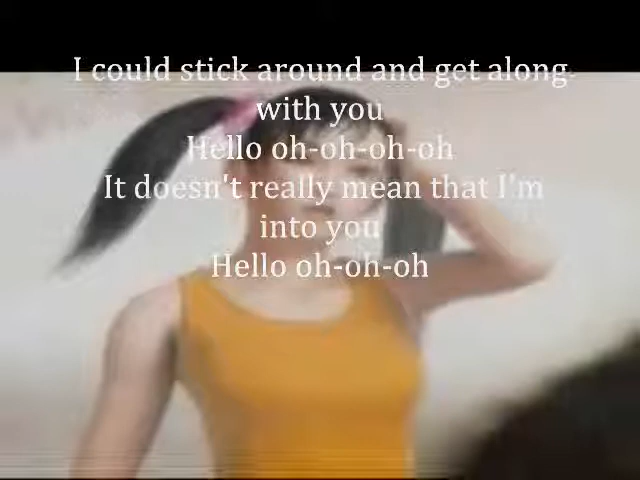 I could stick around and get along
with you
Hello oh-oh-oh-oh
It doesn't really mean that I'm
into you
Hello oh-oh-oh